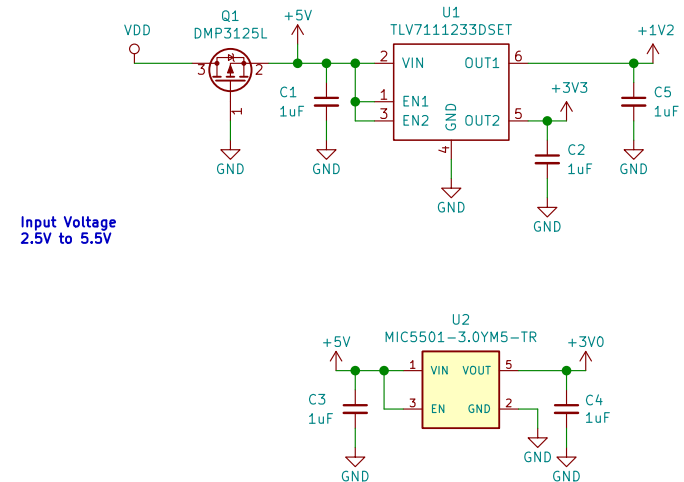 Q1
DMP3125L
VDD
+5V
3
2
1
GND
C1
1uF
GND
U1
TLV7111233DSET
2
VIN
OUT1
6
1
EN1
3
EN2
OUT2
5
GND
4
GND
+1V2
+3V3
C5
1uF
GND
C2
1uF
GND
Input Voltage
2.5V to 5.5V
U2
MIC5501-3.0YM5-TR
+5V
1
VIN
VOUT
5
+3V0
3
EN
GND
2
C3
1uF
GND
GND
C4
1uF
GND